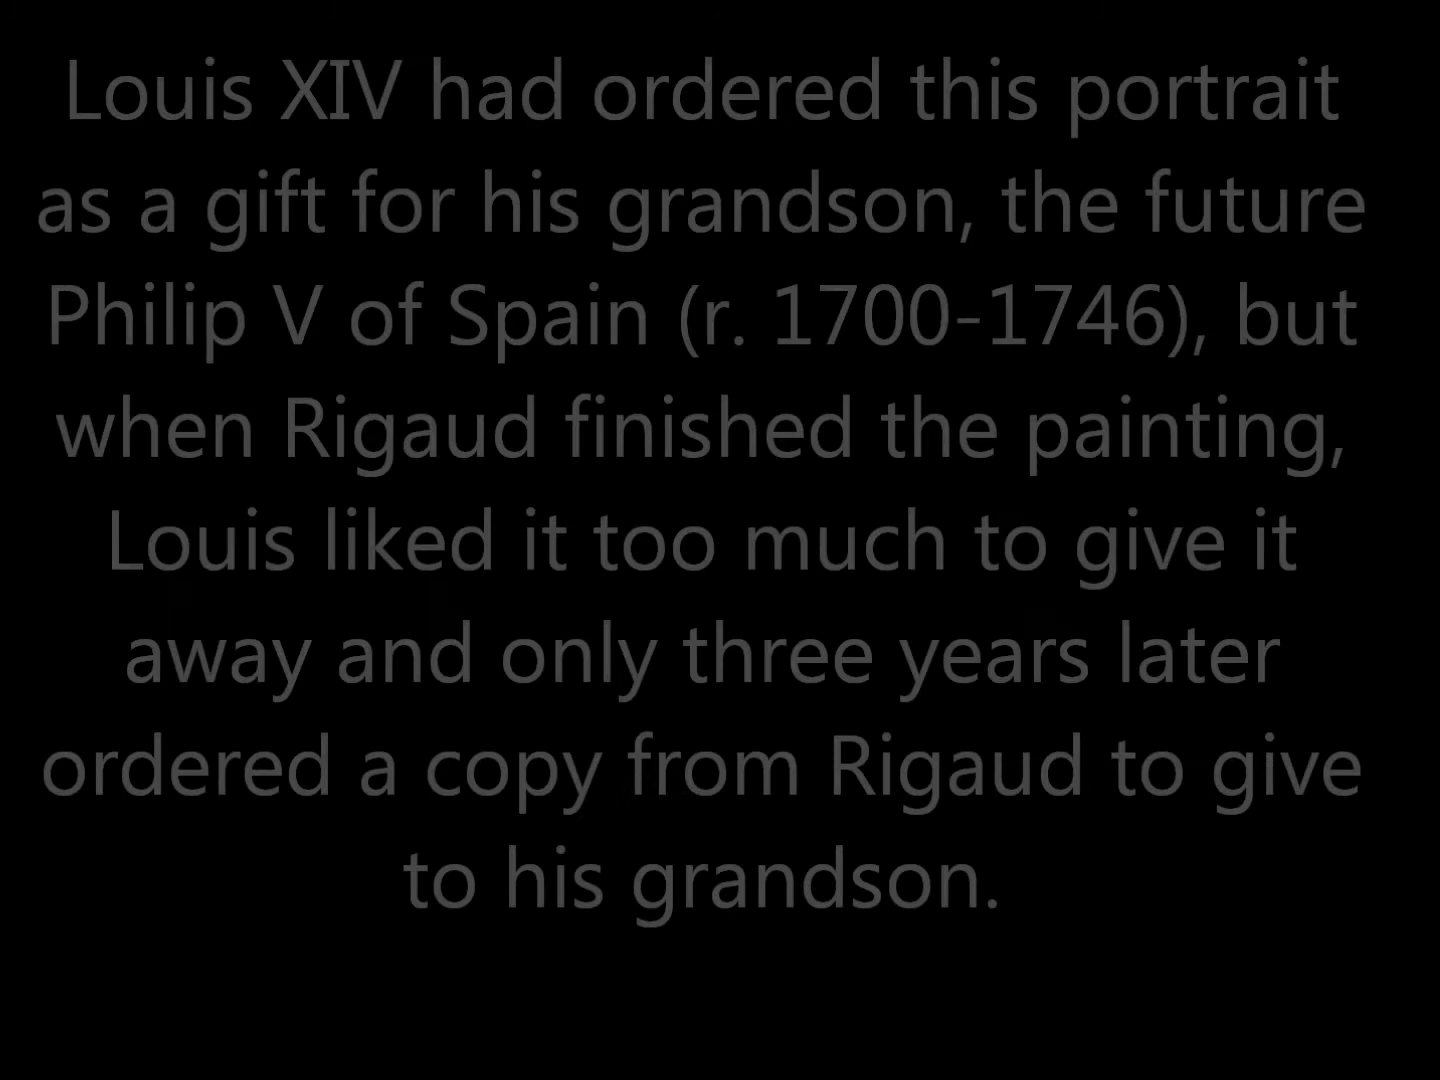 Louis XIV had ordered this portrait
as a gift for his grandson, the future
Philip V of Spain (r. 1700-1746), but
when Rigaud finished the painting,
Louis liked it too much to give it
away and only three years later
ordered a copy from Rigaud to give
to his grandson.